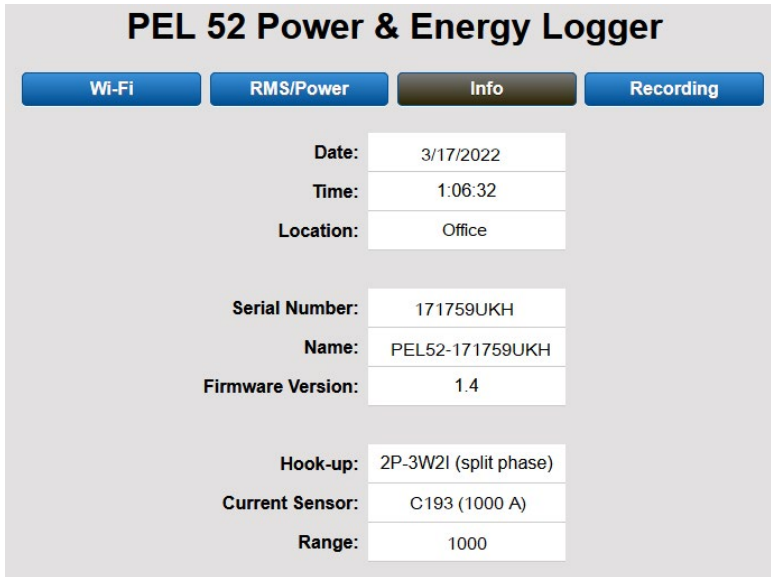 PEL 52 Power & Energy Logger
Wi-Fi RMS/Power Info Recording
Date: 3/17/2022
Time: 1:06:32
Location: Office
Serial Number: 171759UKH
Name: PEL52-171759UKH
Firmware Version: 1.4
Hook-up: 2P-3W2I (split phase)
Current Sensor: C193 (1000 A)
Range: 1000